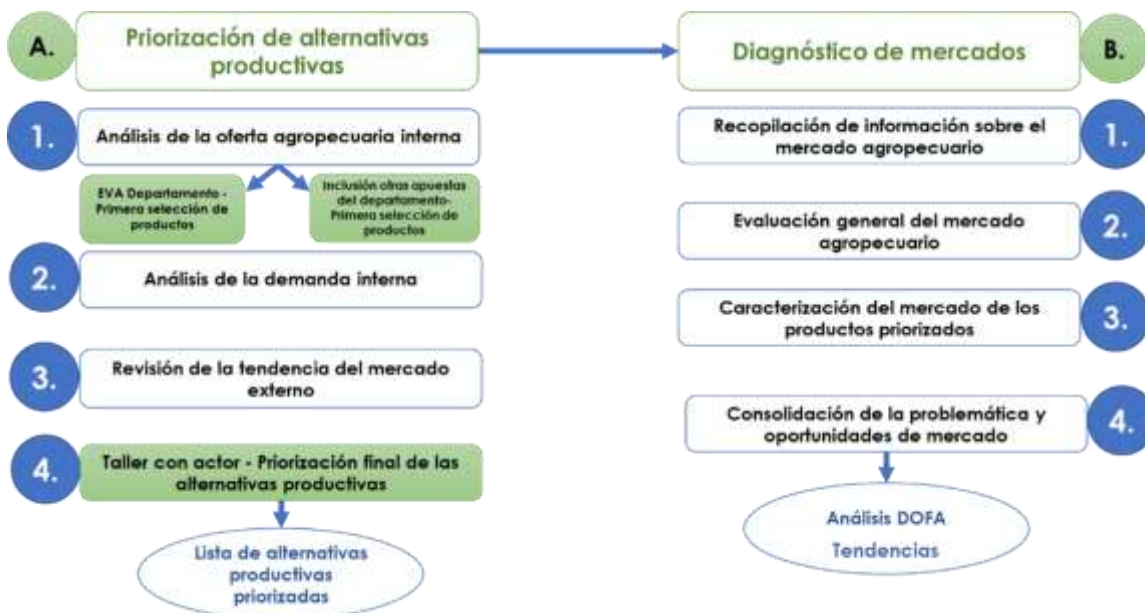 A.
Priorización de alternativas
productivas
1.
Análisis de la oferta agropecuaria interna
EVA Departamento -
Primera selección de
productos
Inclusión otras apuestas
del departamento-
Primera selección de
productos
2.
Análisis de la demanda interna
3.
Revisión de la tendencia del mercado
externo
4.
Taller con actor - Priorización final de las
alternativas productivas
Lista de alternativas
productivas
priorizadas
Diagnóstico de mercados
B.
Recopilación de información sobre el
mercado agropecuario
1.
Evaluación general del mercado
agropecuario
2.
Caracterización del mercado de los
productos priorizados
3.
Consolidación de la problemática y
oportunidades de mercado
4.
Análisis DOFA
Tendencias